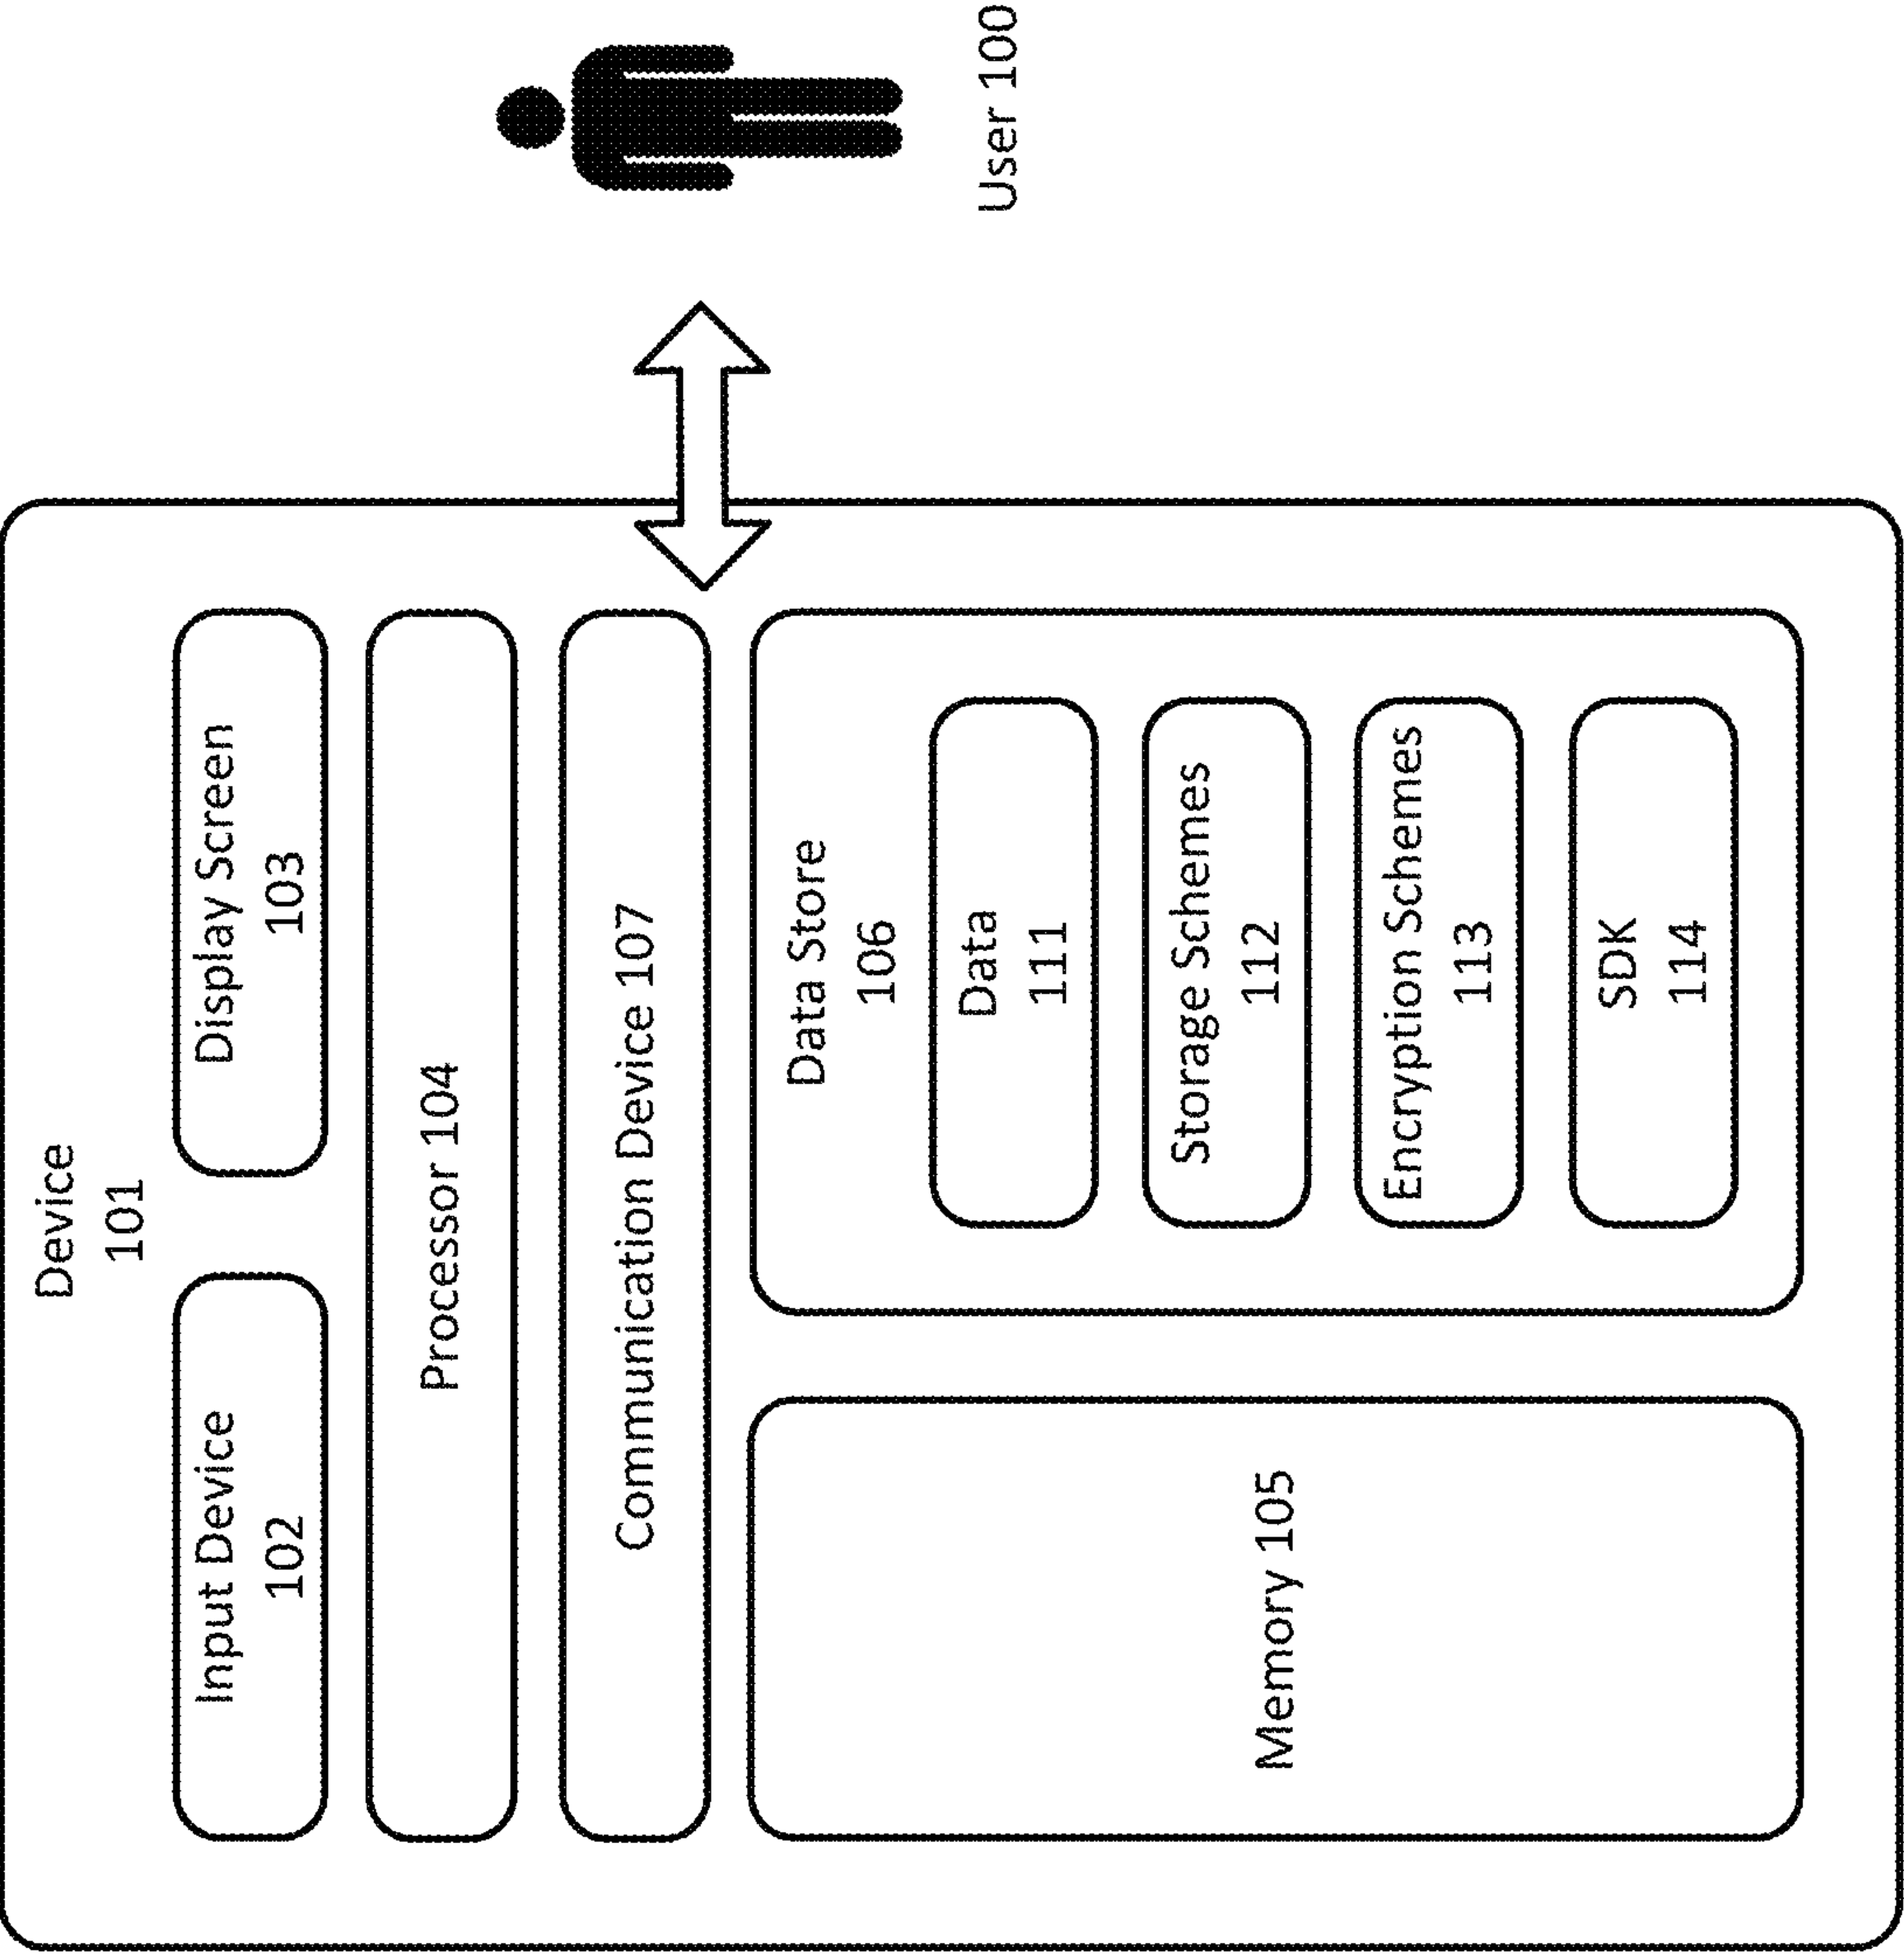 Device
101
Input Device
102
Display Screen
103
Processor 104
Communication Device 107
Memory 105
Data Store
106
Data
111
Storage Schemes
112
Encryption Schemes
113
SDK
114
User 100